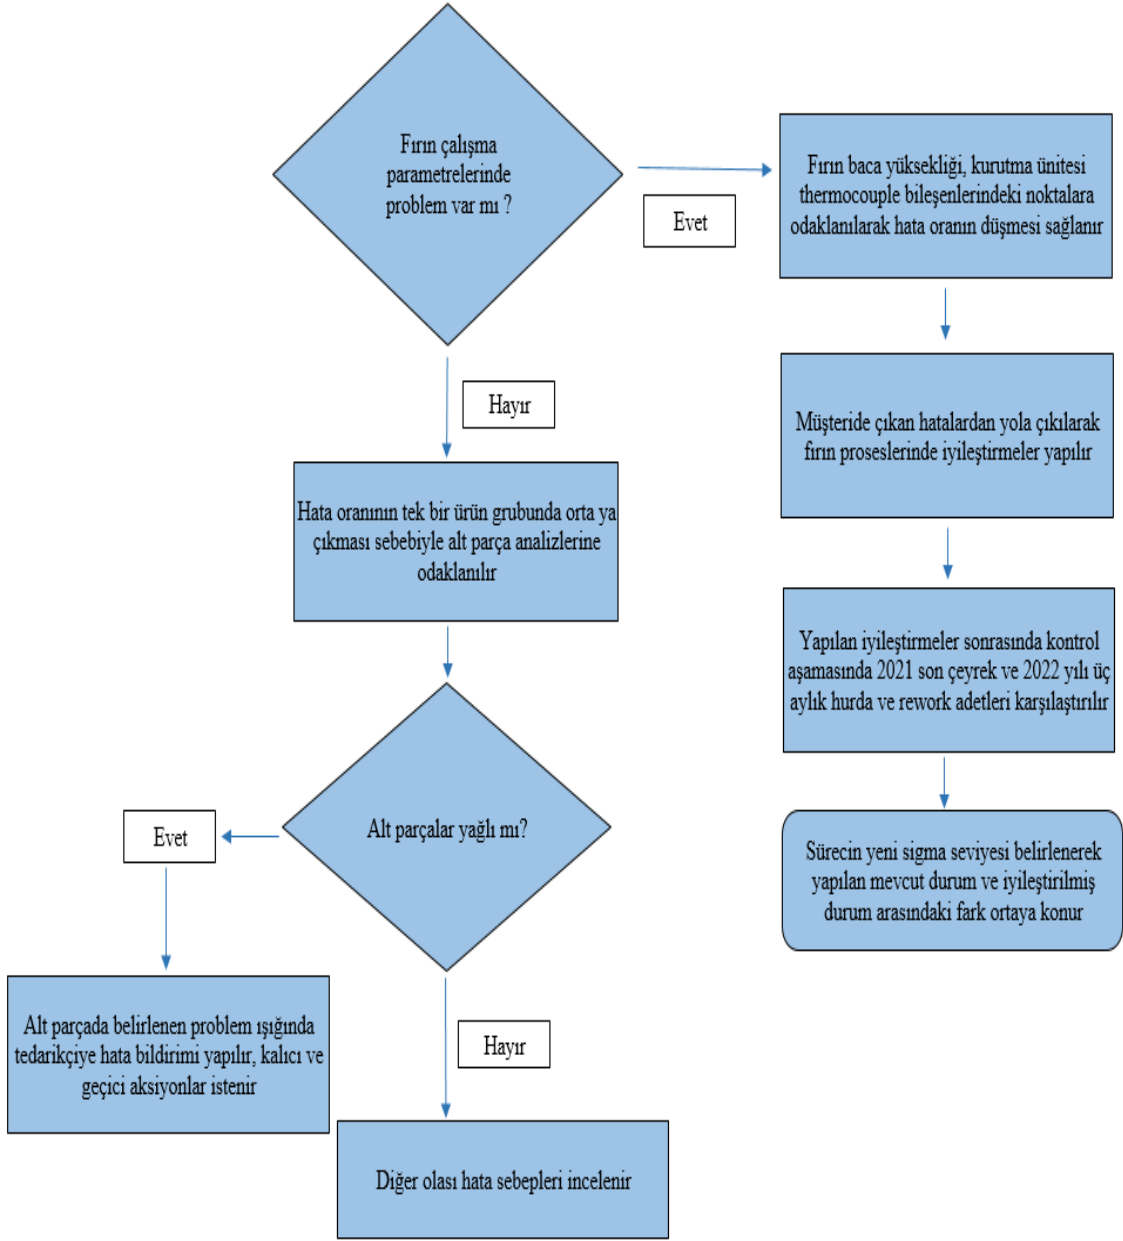 Fırın çalışma
parametrelerinde
problem var mı ?
Evet
Fırın baca yüksekliği, kurutma ünitesi
thermocouple bileşenlerindeki noktalara
odaklanılarak hata oranın düşmesi sağlanır
Müşteride çıkan hatalardan yola çıkılarak
fırın proseslerinde iyileştirmeler yapılır
Yapılan iyileştirmeler sonrasında kontrol
aşamasında 2021 son çeyrek ve 2022 yılı üç
aylık hurda ve rework adetleri karşılaştırılır
Sürecin yeni sigma seviyesi belirlenerek
yapılan mevcut durum ve iyileştirilmiş
durum arasındaki fark ortaya konur
Hayır
Hata oranının tek bir ürün grubunda orta ya
çıkması sebebiyle alt parça analizlerine
odaklanılır
Alt parçalar yağlı mı?
Evet
Alt parçada belirlenen problem ışığında
tedarikçiye hata bildirimi yapılır, kalıcı ve
geçici aksiyonlar istenir
Hayır
Diğer olası hata sebepleri incelenir